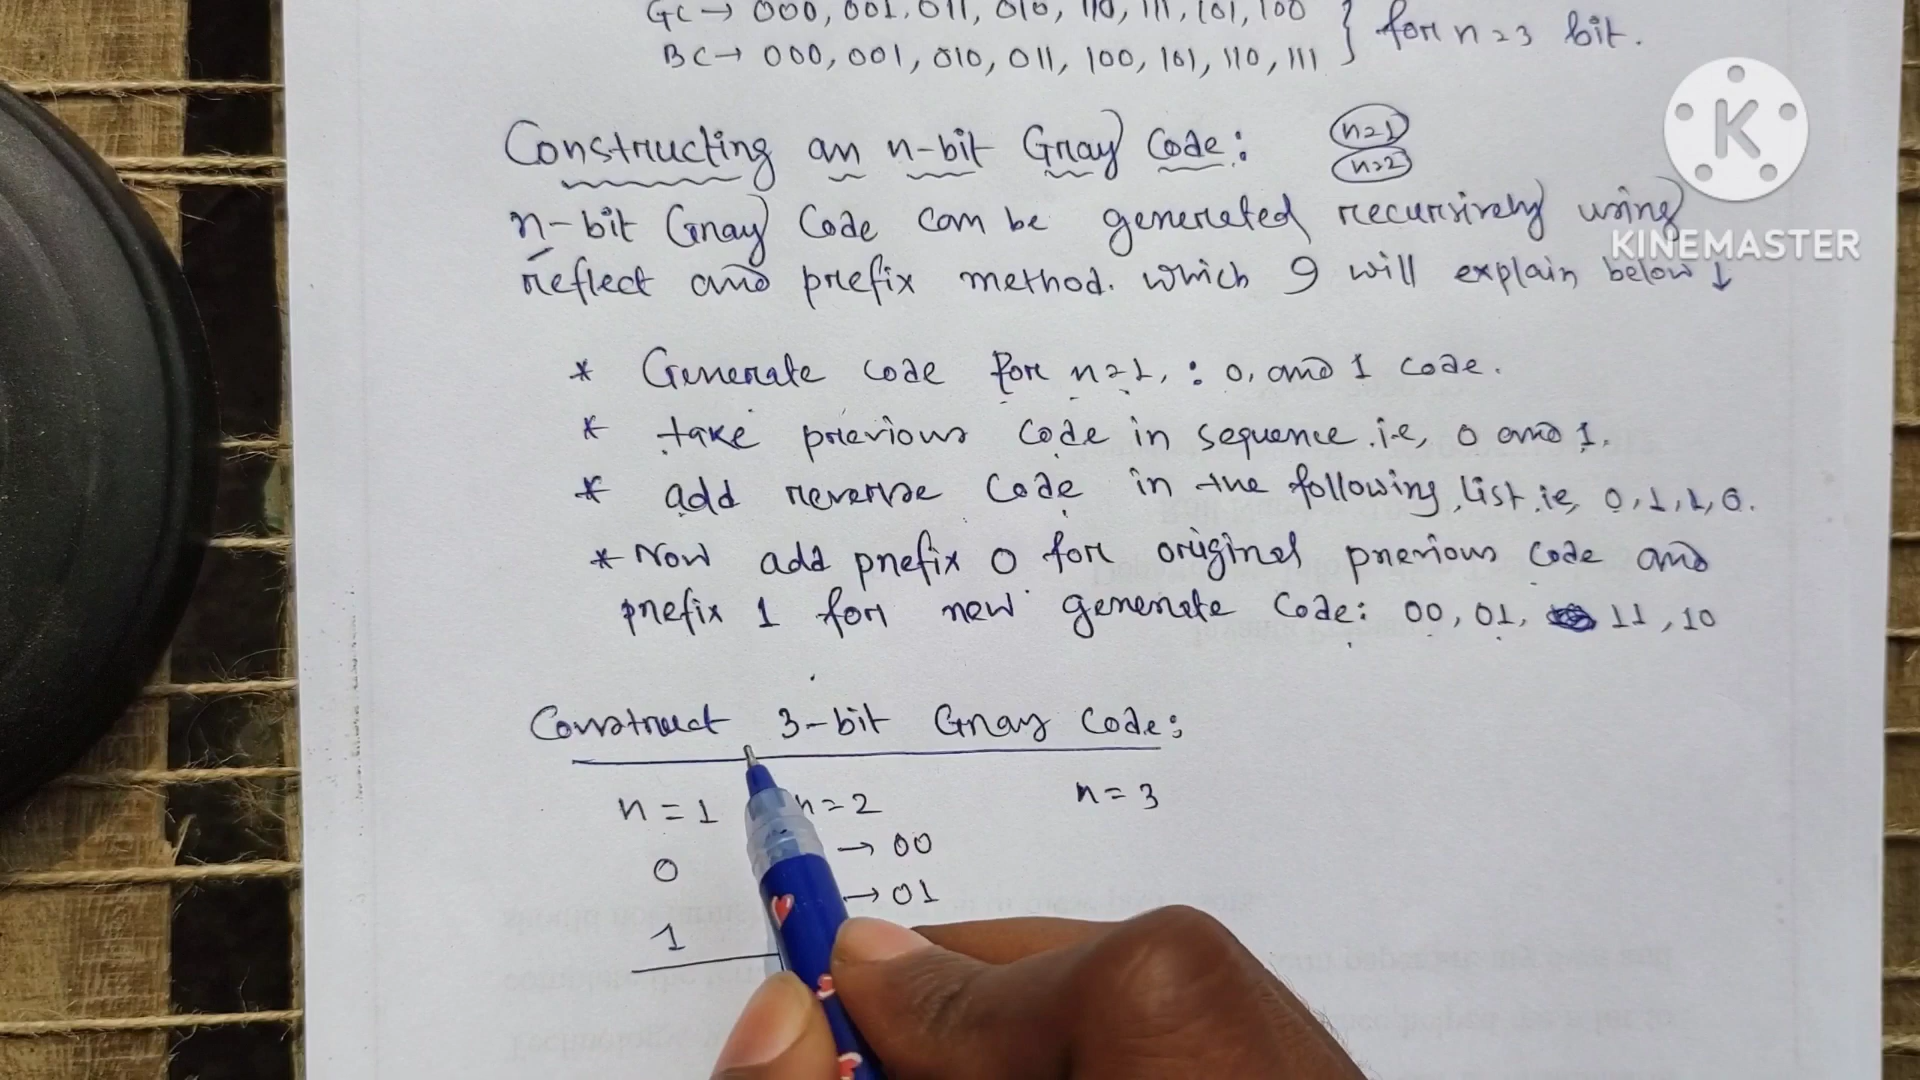 GC → 000, 001, 011, 010, 110, 111, 101, 100
BC → 000, 001, 010, 011, 100, 101, 110, 111 } for n=3 bit.
Constructing an n-bit Gray Code:
n=1
n=2
K
KINEMASTER
n-bit Gray Code can be generated recursively using
reflect and prefix method. which I will explain below ↓
* Generate code for n=1, : 0, and 1 code.
* take previous code in sequence i.e, 0 and 1.
* add reverse code in the following list ie, 0, 1, 1, 0.
* Now add prefix 0 for original previous code and
prefix 1 for new generate code: 00, 01, 11, 10
Construct 3-bit Gray Code:
n = 1 n = 2 n = 3
→ 00
0
→ 01
1